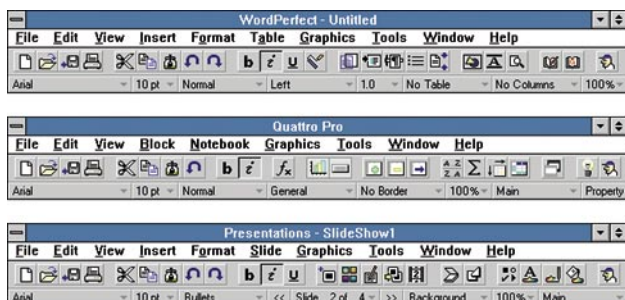 WordPerfect - Untitled
File Edit View Insert Format Table Graphics Tools Window Help
b i u
Arial 10 pt Normal Left 1.0 No Table No Columns 100%
Quattro Pro
File Edit View Block Notebook Graphics Tools Window Help
b i fx Σ
Arial 10 pt Normal General No Border 100% Main Property
Presentations - SlideShow1
File Edit View Insert Format Slide Graphics Tools Window Help
b i u
Arial 10 pt Bullets << Slide 2 of 4 >> Background 100% Main